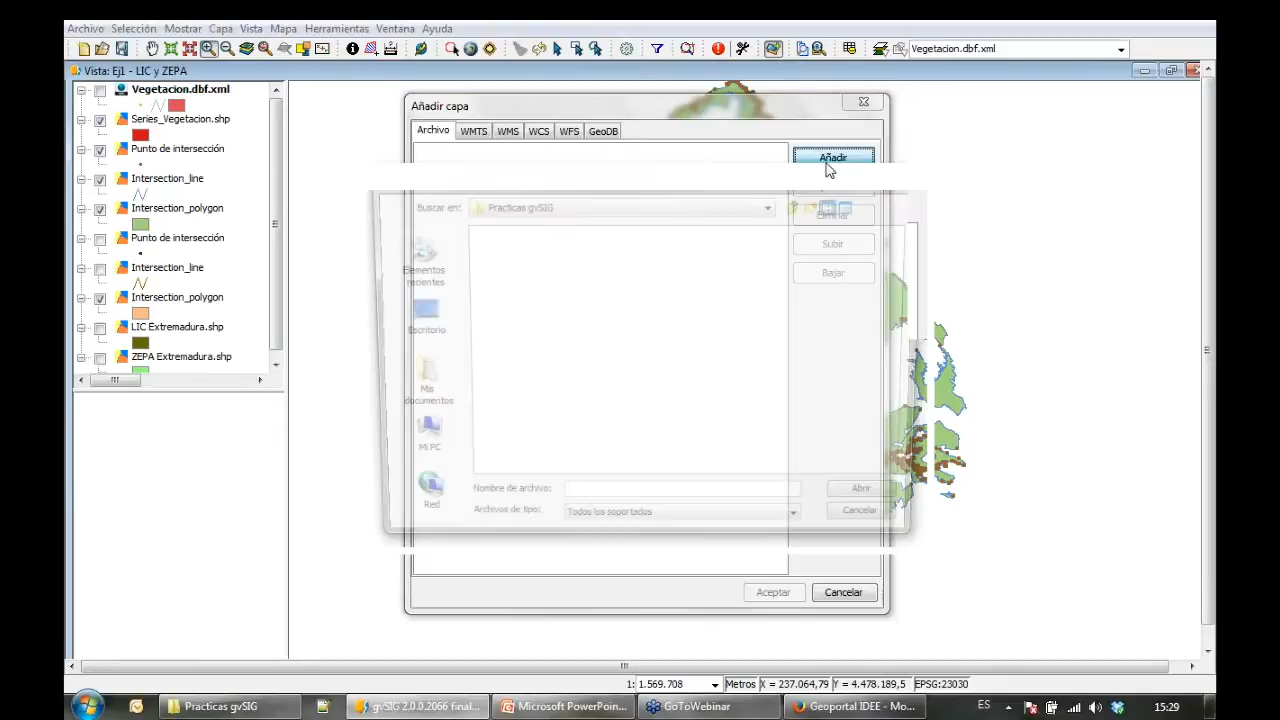 Archivo Selección Mostrar Capa Vista Mapa Herramientas Ventana Ayuda
Vegetacion.dbf.xml
Vista: Ej1 - LIC y ZEPA
Vegetacion.dbf.xml
Series_Vegetacion.shp
Punto de intersección
Intersection_line
Intersection_polygon
Punto de intersección
Intersection_line
Intersection_polygon
LIC Extremadura.shp
ZEPA Extremadura.shp
Añadir capa
Archivo WMTS WMS WCS WFS GeoDB
Añadir
Eliminar
Subir
Bajar
Buscar en: Practicas gvSIG
Elementos
recientes
Escritorio
Mis
documentos
Mi PC
Red
Nombre de archivo: Abrir
Archivos de tipo: Todos los soportados Cancelar
Aceptar Cancelar
1: 1.569.708 Metros X = 237.064,79 Y = 4.478.189,5 EPSG:23030
Practicas gvSIG gvSIG 2.0.0.2066 final... Microsoft PowerPoin... GoToWebinar Geoportal IDEE - Mo... ES 15:29